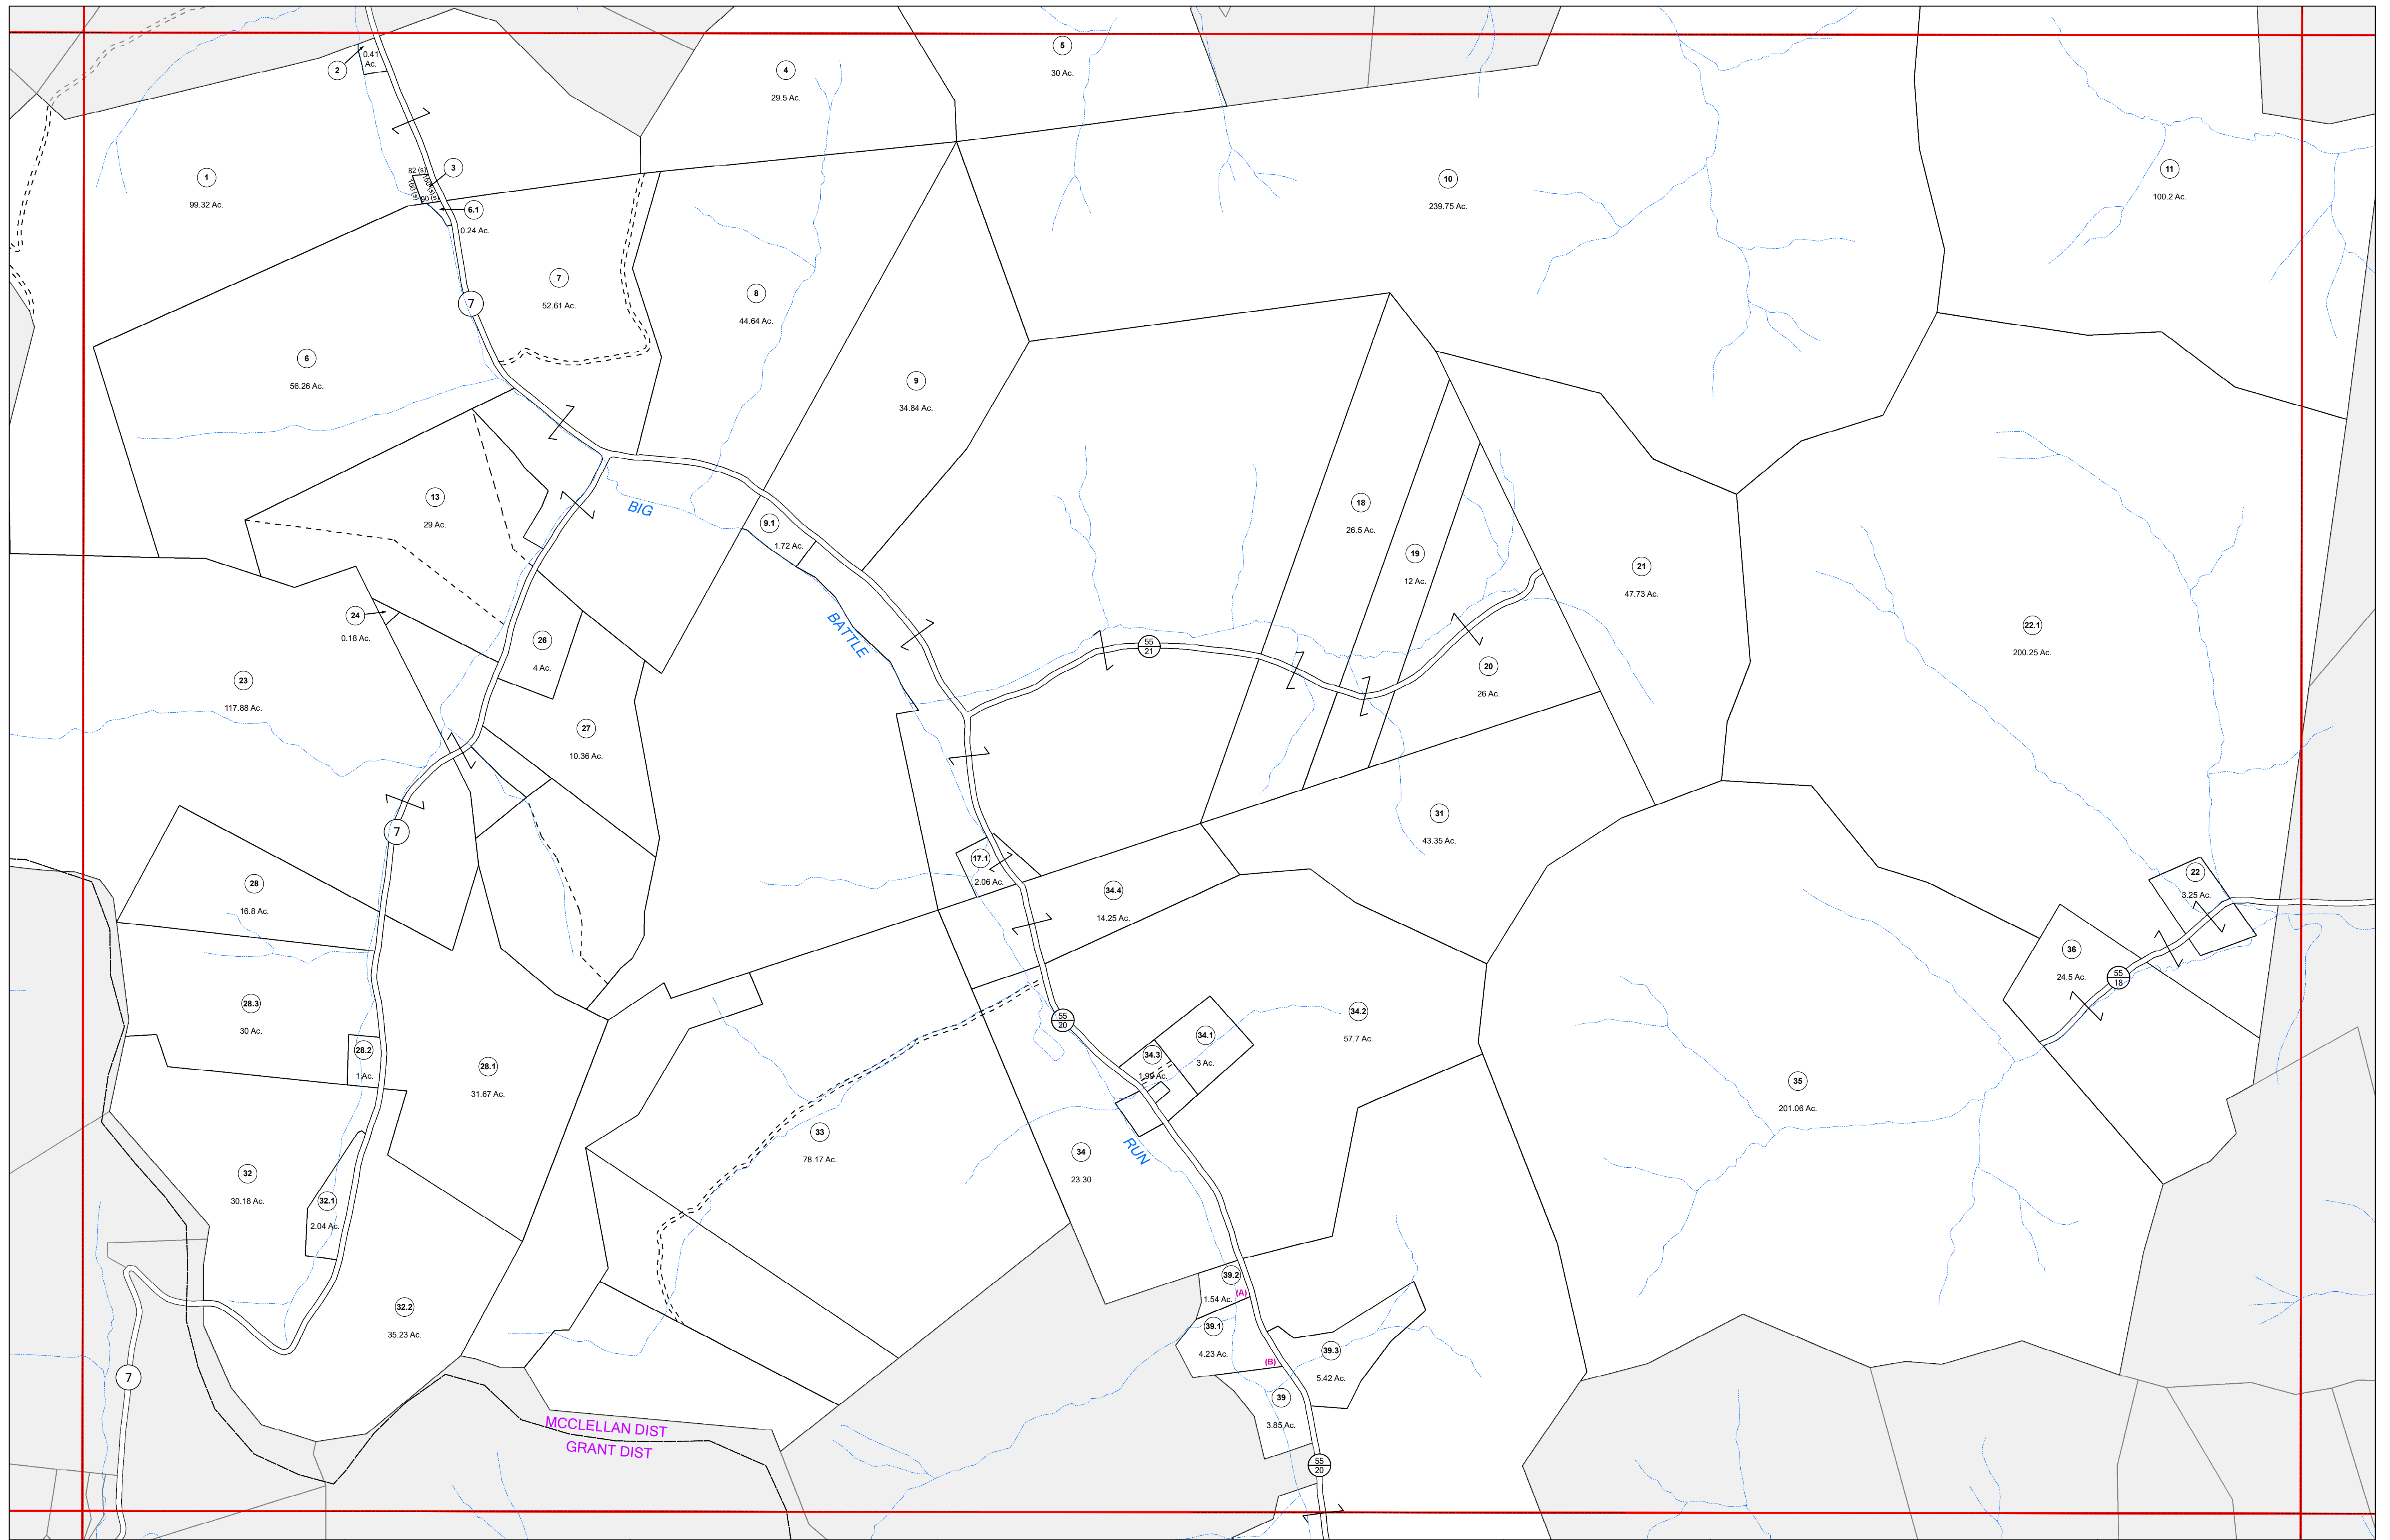 0.41
Ac.
2
5
30 Ac.
4
29.5 Ac.
3
82 (s)
160 (s)
160 (s)
90 (s)
1
99.32 Ac.
10
239.75 Ac.
11
100.2 Ac.
6.1
0.24 Ac.
7
52.61 Ac.
7
8
44.64 Ac.
6
56.26 Ac.
9
34.84 Ac.
13
29 Ac.
BIG
9.1
1.72 Ac.
18
26.5 Ac.
19
12 Ac.
21
47.73 Ac.
24
0.18 Ac.
26
4 Ac.
BATTLE
55
21
20
26 Ac.
22.1
200.25 Ac.
23
117.88 Ac.
27
10.36 Ac.
7
31
43.35 Ac.
17.1
2.06 Ac.
28
16.8 Ac.
34.4
14.25 Ac.
22
3.25 Ac.
36
24.5 Ac.
55
18
28.3
30 Ac.
55
20
34.2
57.7 Ac.
28.2
1 Ac.
28.1
31.67 Ac.
34.3
1.99 Ac.
34.1
3 Ac.
35
201.06 Ac.
33
78.17 Ac.
RUN
34
23.30
32
30.18 Ac.
32.1
2.04 Ac.
39.2
1.54 Ac.
(A)
32.2
35.23 Ac.
39.1
4.23 Ac.
(B)
39.3
5.42 Ac.
7
39
3.85 Ac.
MCCLELLAN DIST
GRANT DIST
55
20